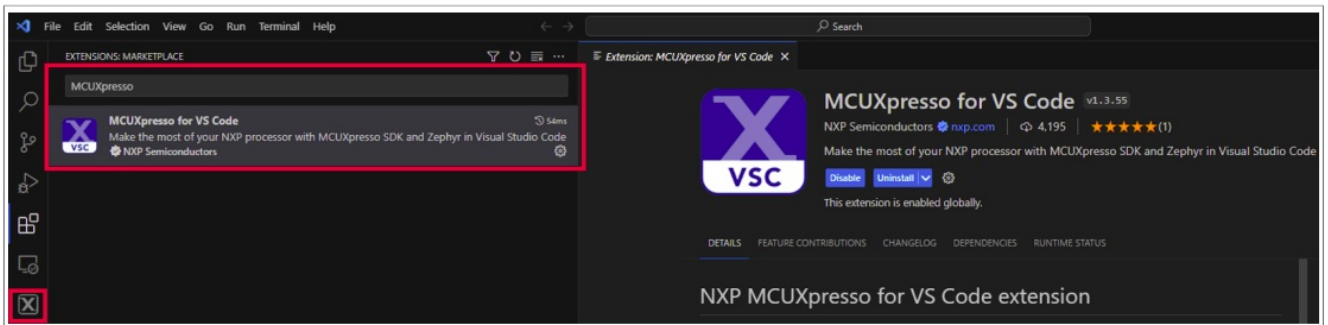 File Edit Selection View Go Run Terminal Help
Search
EXTENSIONS: MARKETPLACE
MCUXpresso
MCUXpresso for VS Code 54ms
Make the most of your NXP processor with MCUXpresso SDK and Zephyr in Visual Studio Code
NXP Semiconductors
X
VSC
Extension: MCUXpresso for VS Code
X
VSC
MCUXpresso for VS Code v1.3.55
NXP Semiconductors nxp.com 4,195 (1)
Make the most of your NXP processor with MCUXpresso SDK and Zephyr in Visual Studio Code
Disable Uninstall
This extension is enabled globally.
DETAILS FEATURE CONTRIBUTIONS CHANGELOG DEPENDENCIES RUNTIME STATUS
NXP MCUXpresso for VS Code extension
X